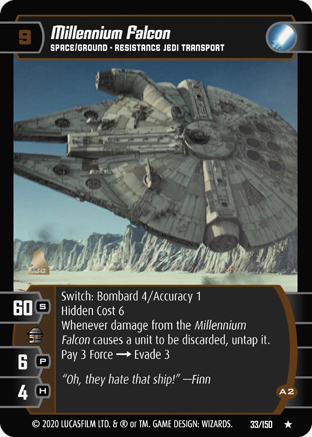 9
Millennium Falcon
SPACE/GROUND - RESISTANCE JEDI TRANSPORT
60 S
6 P
4 H
Switch: Bombard 4/Accuracy 1
Hidden Cost 6
Whenever damage from the Millennium
Falcon causes a unit to be discarded, untap it.
Pay 3 Force → Evade 3
“Oh, they hate that ship!” —Finn
A2
© 2020 LUCASFILM LTD. & ® or TM. GAME DESIGN: WIZARDS.
33/150